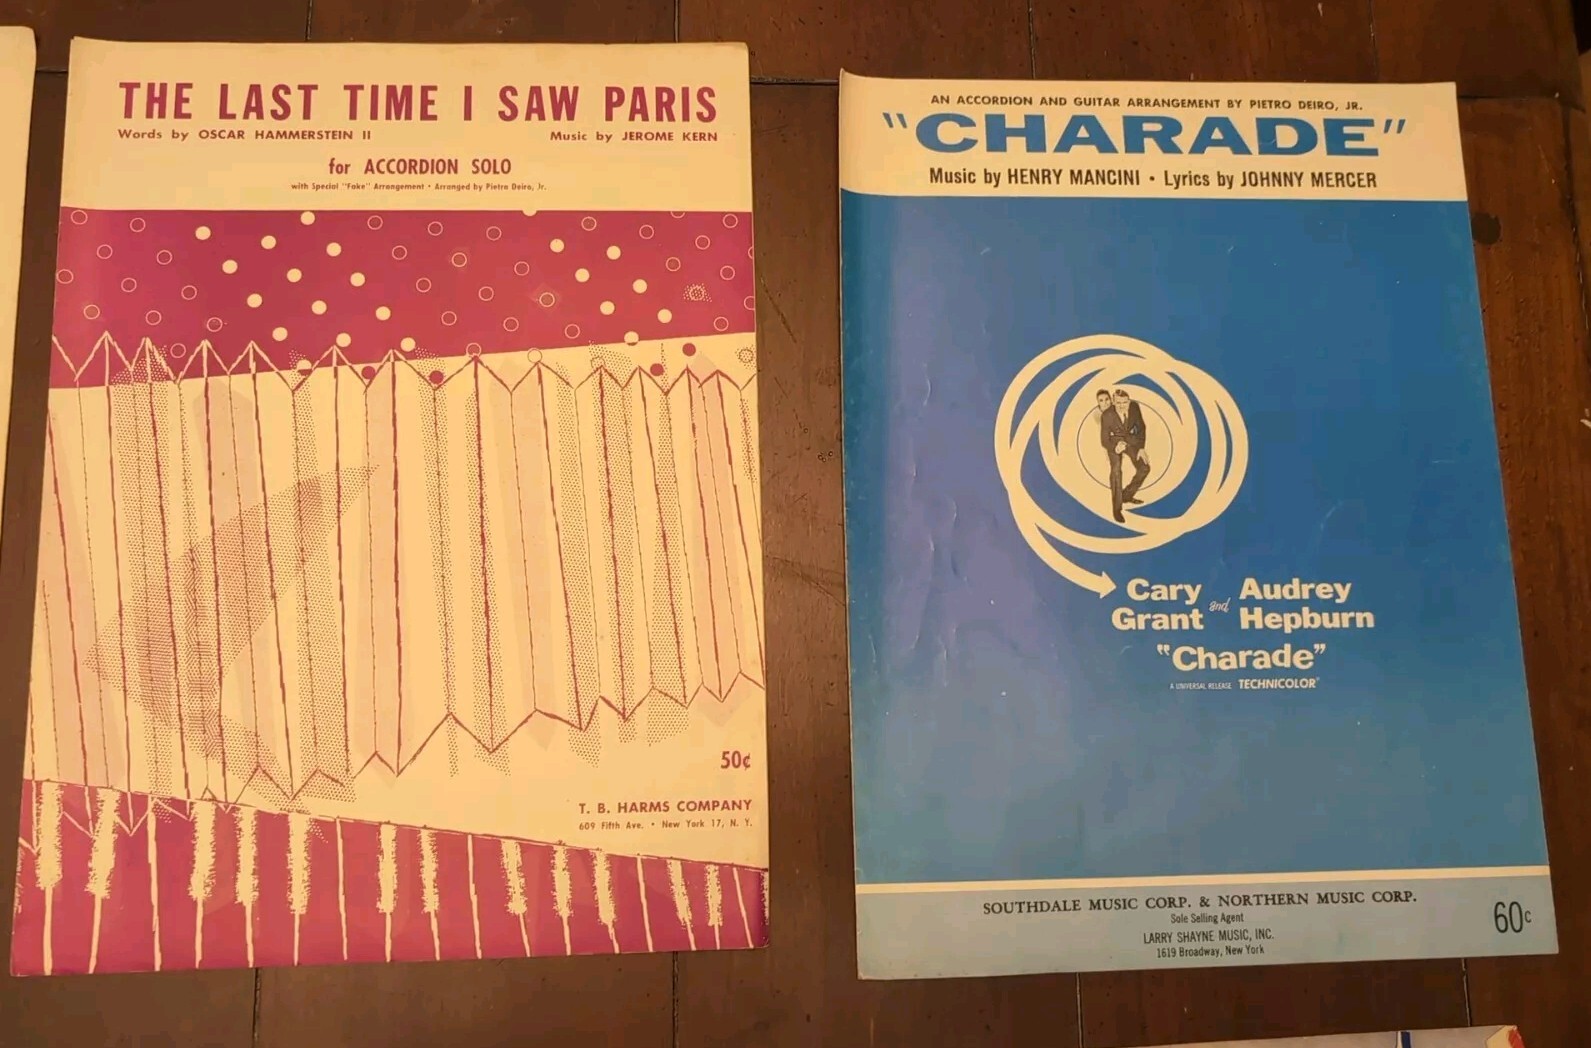 THE LAST TIME I SAW PARIS
Words by OSCAR HAMMERSTEIN II Music by JEROME KERN
for ACCORDION SOLO
with Special "Fake" Arrangement • Arranged by Pietro Deiro, Jr.
50¢
T. B. HARMS COMPANY
609 Fifth Ave. • New York 17, N. Y.
AN ACCORDION AND GUITAR ARRANGEMENT BY PIETRO DEIRO, JR.
"CHARADE"
Music by HENRY MANCINI • Lyrics by JOHNNY MERCER
Cary and Audrey
Grant Hepburn
"Charade"
A UNIVERSAL RELEASE TECHNICOLOR®
SOUTHDALE MUSIC CORP. & NORTHERN MUSIC CORP.
Sole Selling Agent
LARRY SHAYNE MUSIC, INC.
1619 Broadway, New York
60c